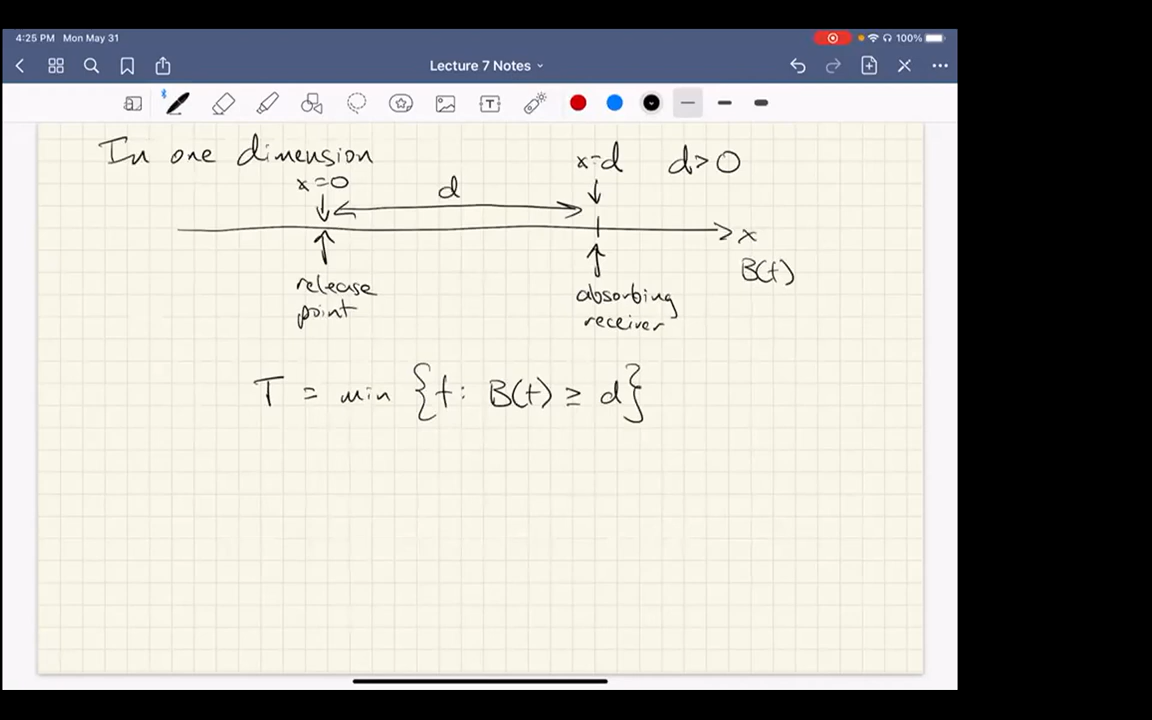 4:25 PM Mon May 31
100%
Lecture 7 Notes
In one dimension
x=d d>0
x=0
d
x
B(t)
release
point
absorbing
receiver
T = min {t: B(t) ≥ d}